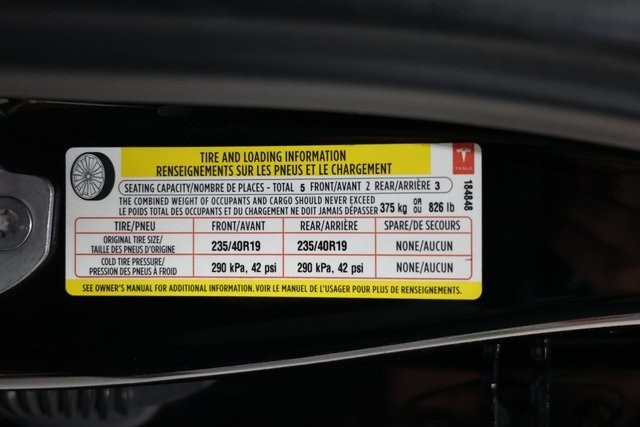 TIRE AND LOADING INFORMATION
RENSEIGNEMENTS SUR LES PNEUS ET LE CHARGEMENT
TESLA
SEATING CAPACITY/NOMBRE DE PLACES - TOTAL 5 FRONT/AVANT 2 REAR/ARRIÈRE 3
THE COMBINED WEIGHT OF OCCUPANTS AND CARGO SHOULD NEVER EXCEED
LE POIDS TOTAL DES OCCUPANTS ET DU CHARGEMENT NE DOIT JAMAIS DÉPASSER 375 kg OR OU 826 lb
184848
TIRE/PNEU FRONT/AVANT REAR/ARRIÈRE SPARE/DE SECOURS
ORIGINAL TIRE SIZE/
TAILLE DES PNEUS D'ORIGINE 235/40R19 235/40R19 NONE/AUCUN
COLD TIRE PRESSURE/
PRESSION DES PNEUS À FROID 290 kPa, 42 psi 290 kPa, 42 psi NONE/AUCUN
SEE OWNER'S MANUAL FOR ADDITIONAL INFORMATION. VOIR LE MANUEL DE L'USAGER POUR PLUS DE RENSEIGNEMENTS.